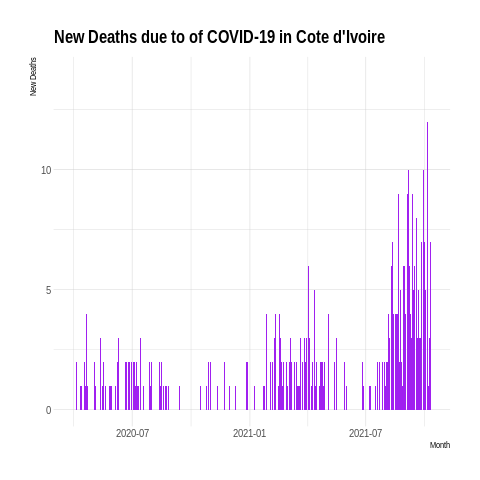 New Deaths due to of COVID-19 in Cote d'Ivoire
New Deaths
10
5
0
2020-07 2021-01 2021-07
Month